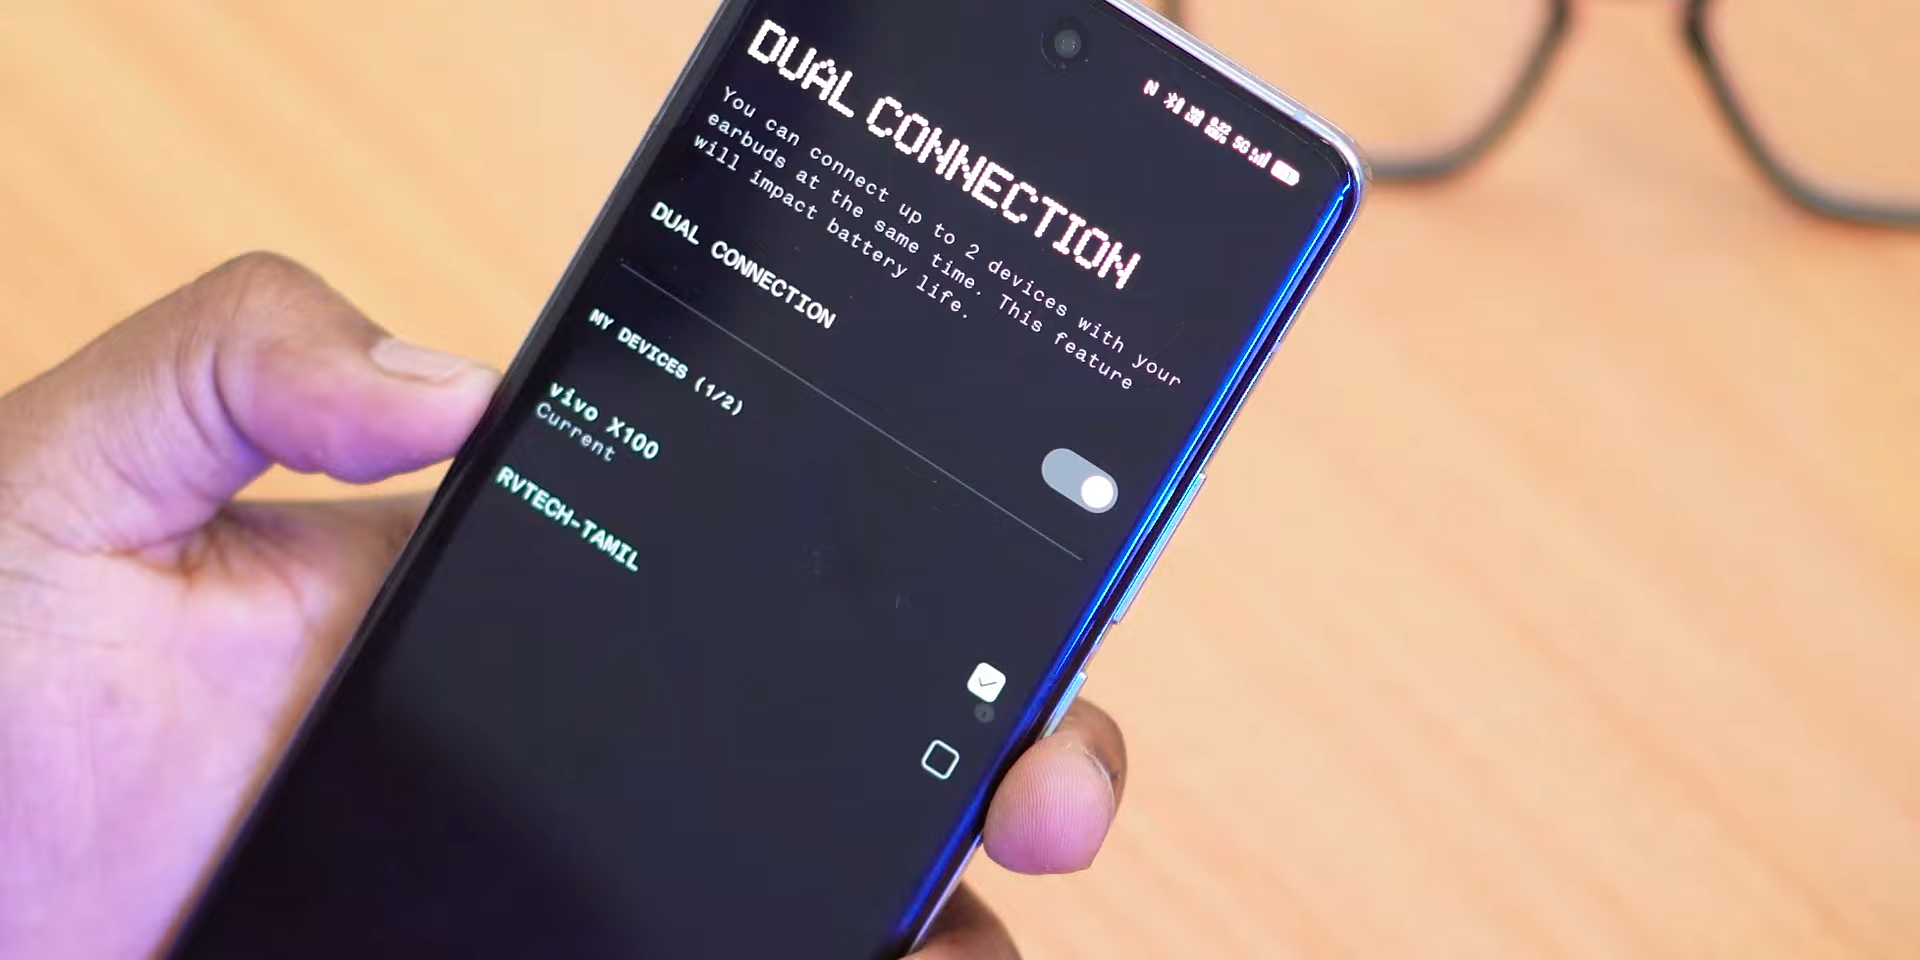 DUAL CONNECTION
You can connect up to 2 devices with your
earbuds at the same time. This feature
will impact battery life.
DUAL CONNECTION
MY DEVICES (1/2)
vivo X100
Current
RVTECH-TAMIL